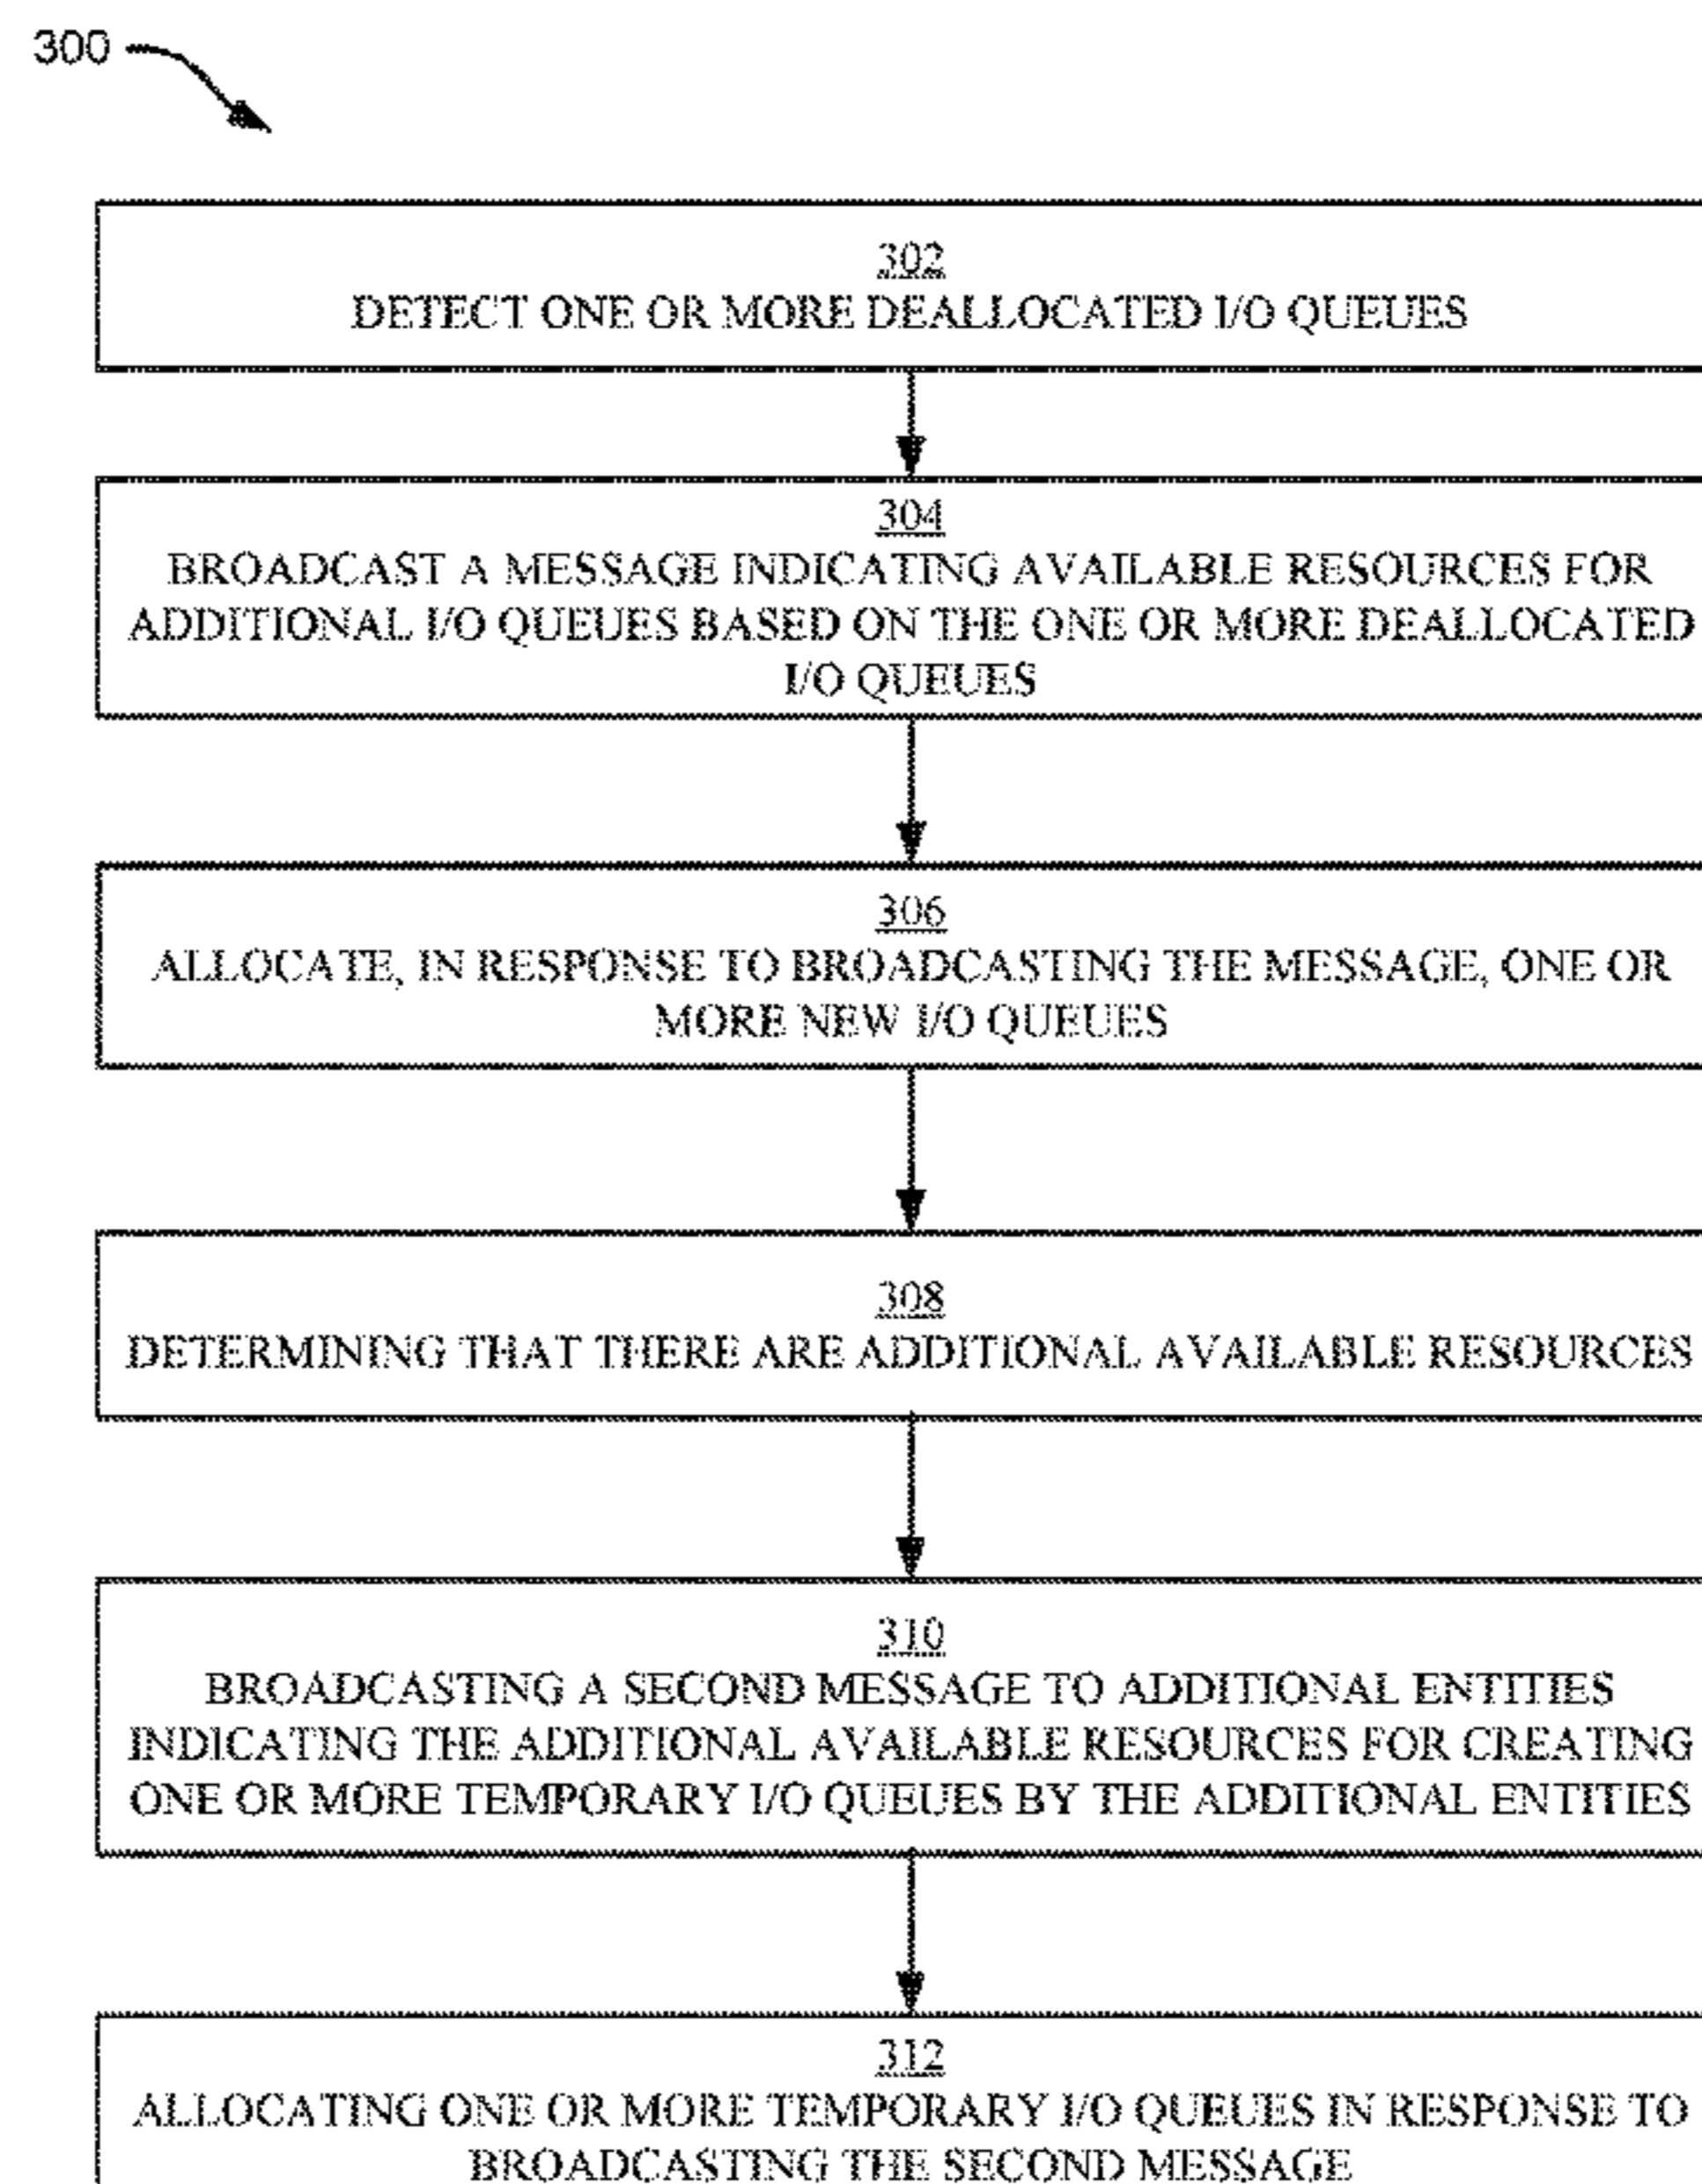 300
302
DETECT ONE OR MORE DEALLOCATED I/O QUEUES
304
BROADCAST A MESSAGE INDICATING AVAILABLE RESOURCES FOR
ADDITIONAL I/O QUEUES BASED ON THE ONE OR MORE DEALLOCATED
I/O QUEUES
306
ALLOCATE, IN RESPONSE TO BROADCASTING THE MESSAGE, ONE OR
MORE NEW I/O QUEUES
308
DETERMINING THAT THERE ARE ADDITIONAL AVAILABLE RESOURCES
310
BROADCASTING A SECOND MESSAGE TO ADDITIONAL ENTITIES
INDICATING THE ADDITIONAL AVAILABLE RESOURCES FOR CREATING
ONE OR MORE TEMPORARY I/O QUEUES BY THE ADDITIONAL ENTITIES
312
ALLOCATING ONE OR MORE TEMPORARY I/O QUEUES IN RESPONSE TO
BROADCASTING THE SECOND MESSAGE